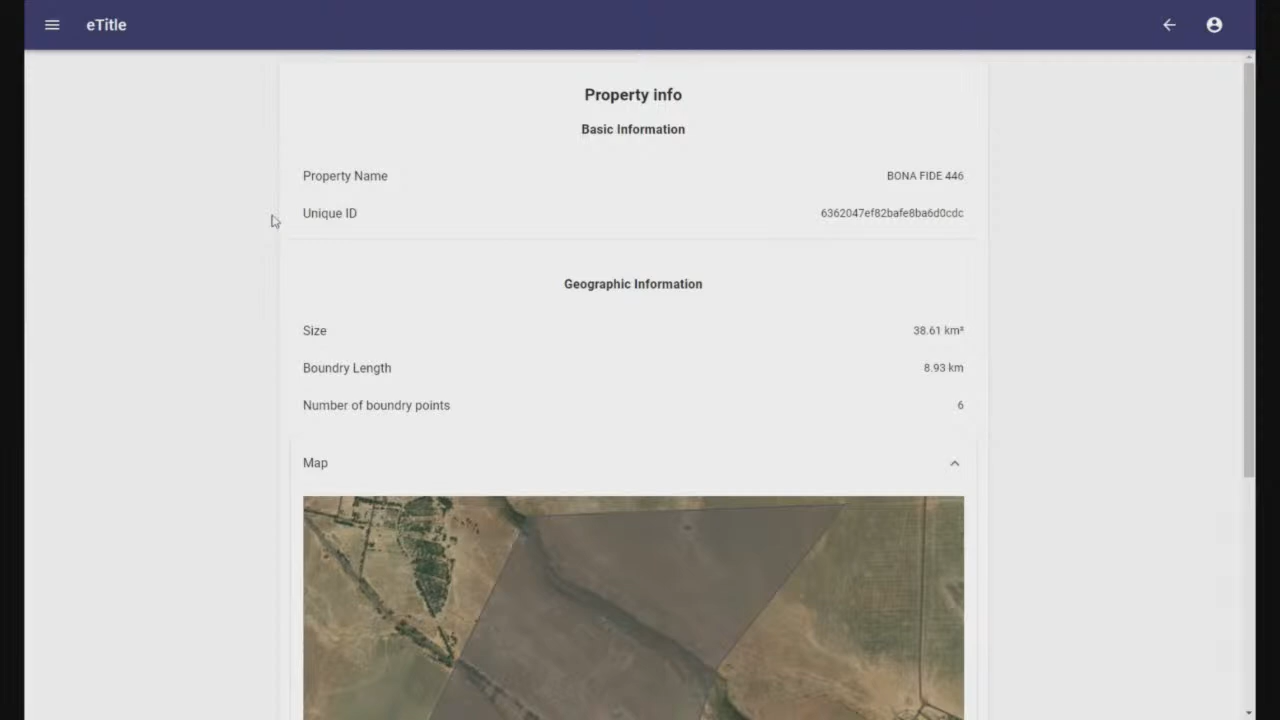 eTitle
Property info
Basic Information
Property Name BONA FIDE 446
Unique ID 6362047ef82bafe8ba6d0cdc
Geographic Information
Size 38.61 km²
Boundry Length 8.93 km
Number of boundry points 6
Map